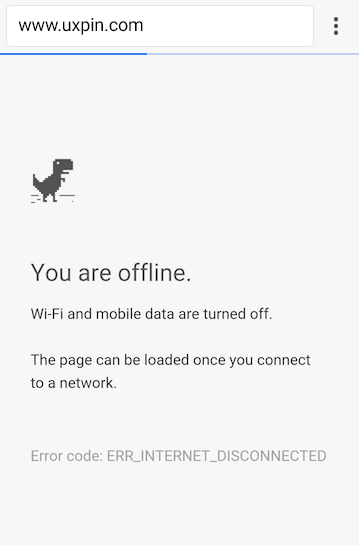 www.uxpin.com
You are offline.
Wi-Fi and mobile data are turned off.
The page can be loaded once you connect
to a network.
Error code: ERR_INTERNET_DISCONNECTED